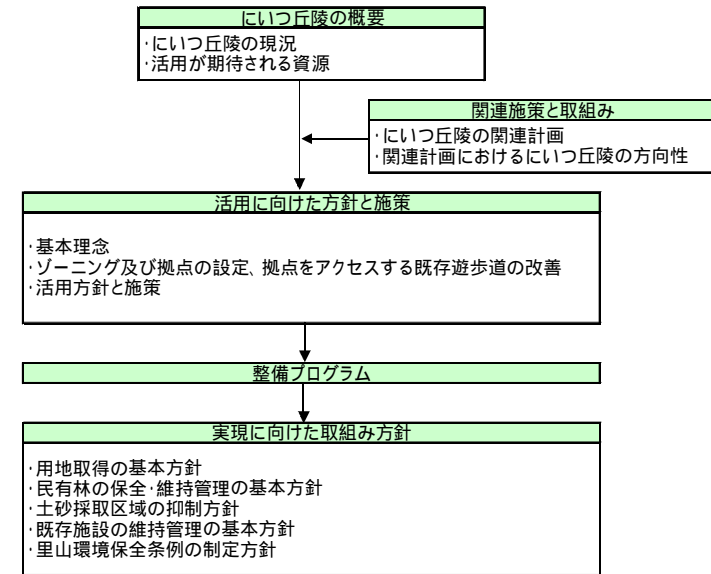 にいつ丘陵の概要
･にいつ丘陵の現況
･活用が期待される資源
関連施策と取組み
･にいつ丘陵の関連計画
･関連計画におけるにいつ丘陵の方向性
活用に向けた方針と施策
･基本理念
･ゾーニング及び拠点の設定、拠点をアクセスする既存遊歩道の改善
･活用方針と施策
整備プログラム
実現に向けた取組み方針
･用地取得の基本方針
･民有林の保全･維持管理の基本方針
･土砂採取区域の抑制方針
･既存施設の維持管理の基本方針
･里山環境保全条例の制定方針